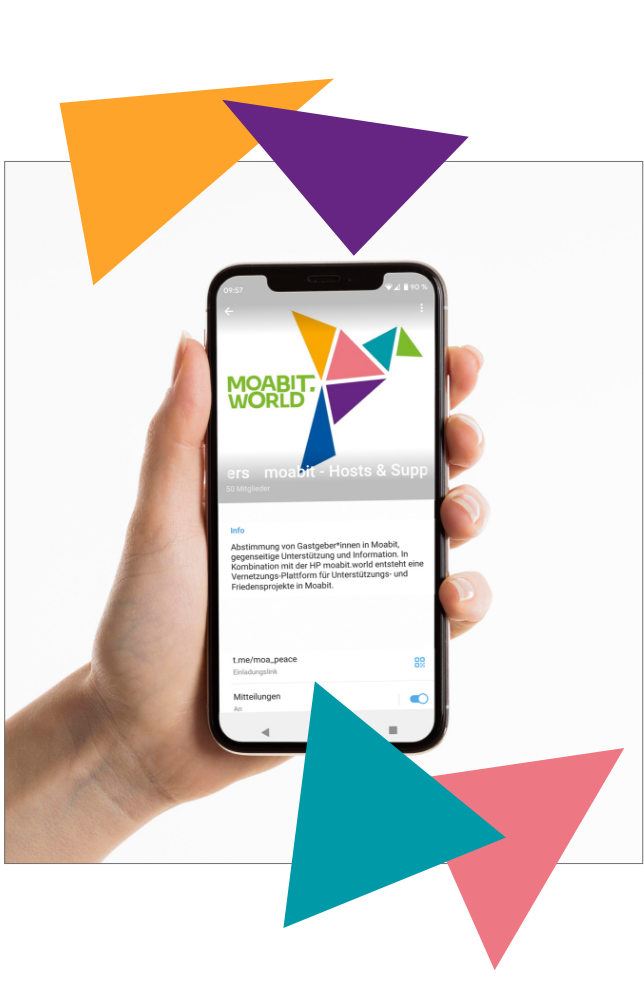 09:57
90 %
MOABIT.
WORLD
ers moabit - Hosts & Supp
50 Mitglieder
Info
Abstimmung von Gastgeber*innen in Moabit,
gegenseitige Unterstützung und Information. In
Kombination mit der HP moabit.world entsteht eine
Vernetzungs-Plattform für Unterstützungs- und
Friedensprojekte in Moabit.
t.me/moa_peace
Einladungslink
Mitteilungen
An